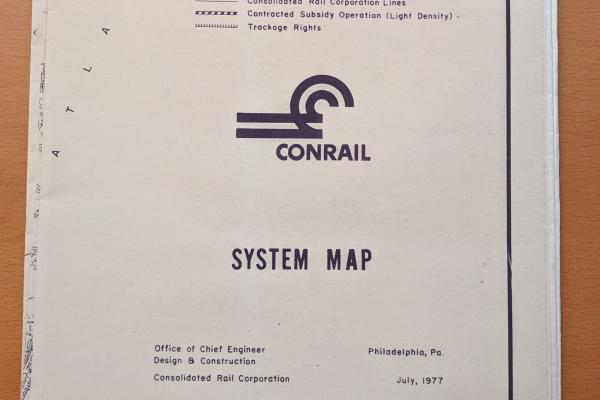 Consolidated Rail Corporation Lines
Contracted Subsidy Operation (Light Density) -
Trackage Rights
A T L A
CONRAIL
SYSTEM MAP
Office of Chief Engineer
Design & Construction
Consolidated Rail Corporation
Philadelphia, Pa.
July, 1977